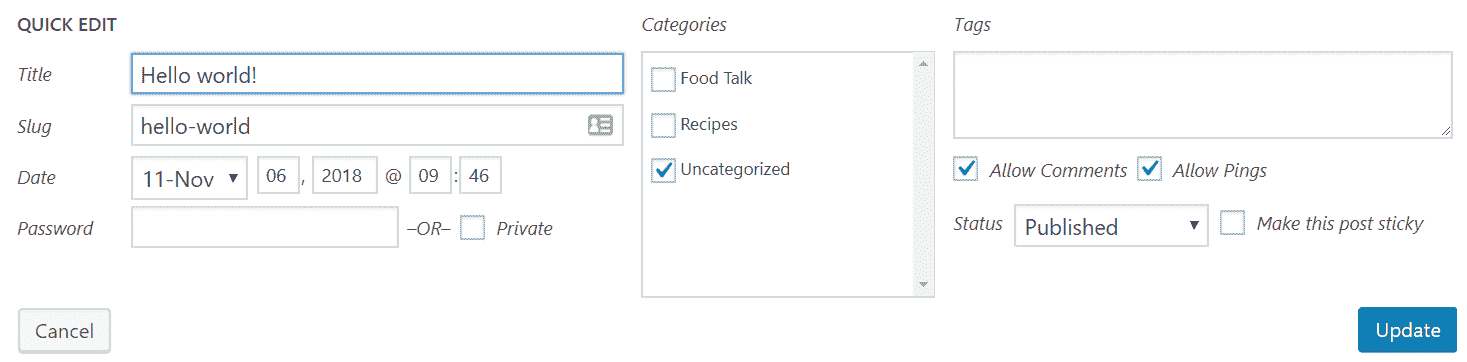 QUICK EDIT
Title Hello world!
Slug hello-world
Date 11-Nov 06 , 2018 @ 09 : 46
Password –OR– Private
Categories
Food Talk
Recipes
Uncategorized
Tags
Allow Comments Allow Pings
Status Published Make this post sticky
Cancel
Update